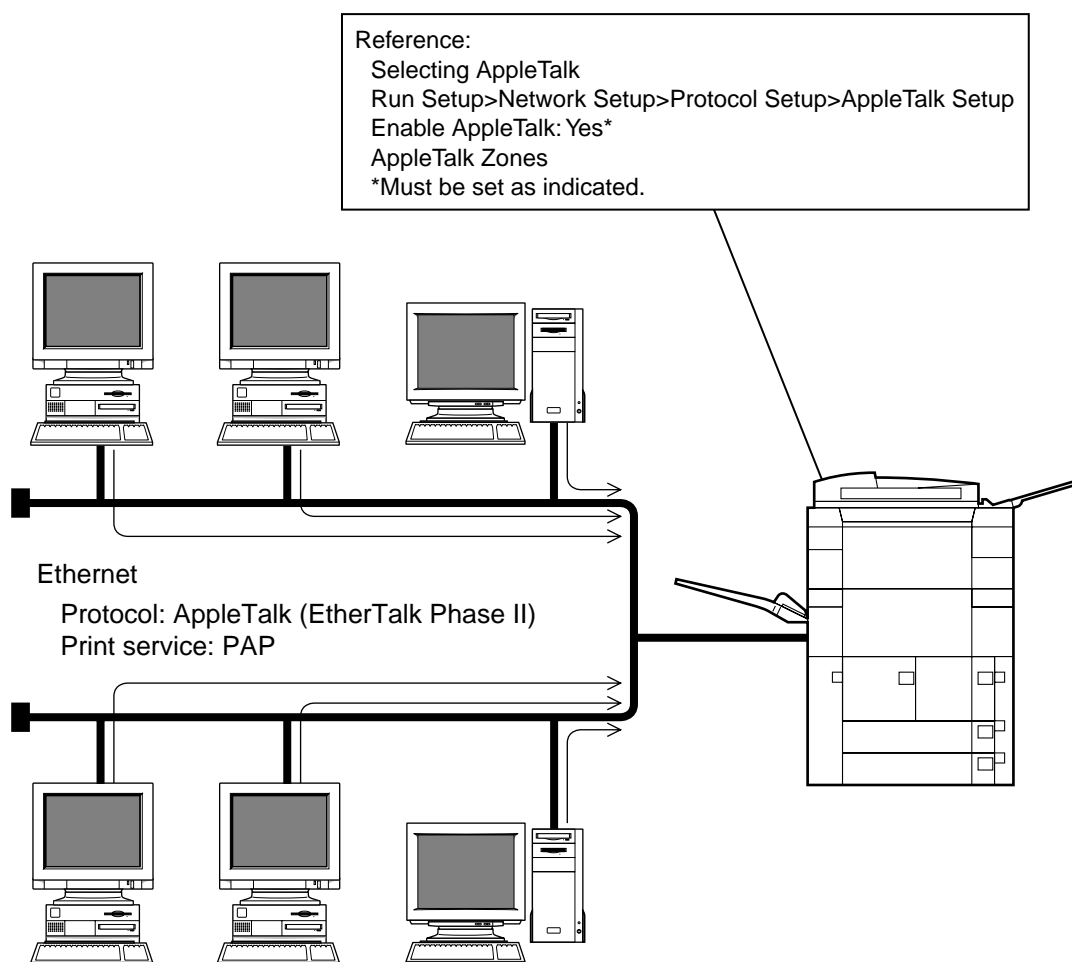 Reference:
Selecting AppleTalk
Run Setup>Network Setup>Protocol Setup>AppleTalk Setup
Enable AppleTalk: Yes*
AppleTalk Zones
*Must be set as indicated.
Ethernet
Protocol: AppleTalk (EtherTalk Phase II)
Print service: PAP